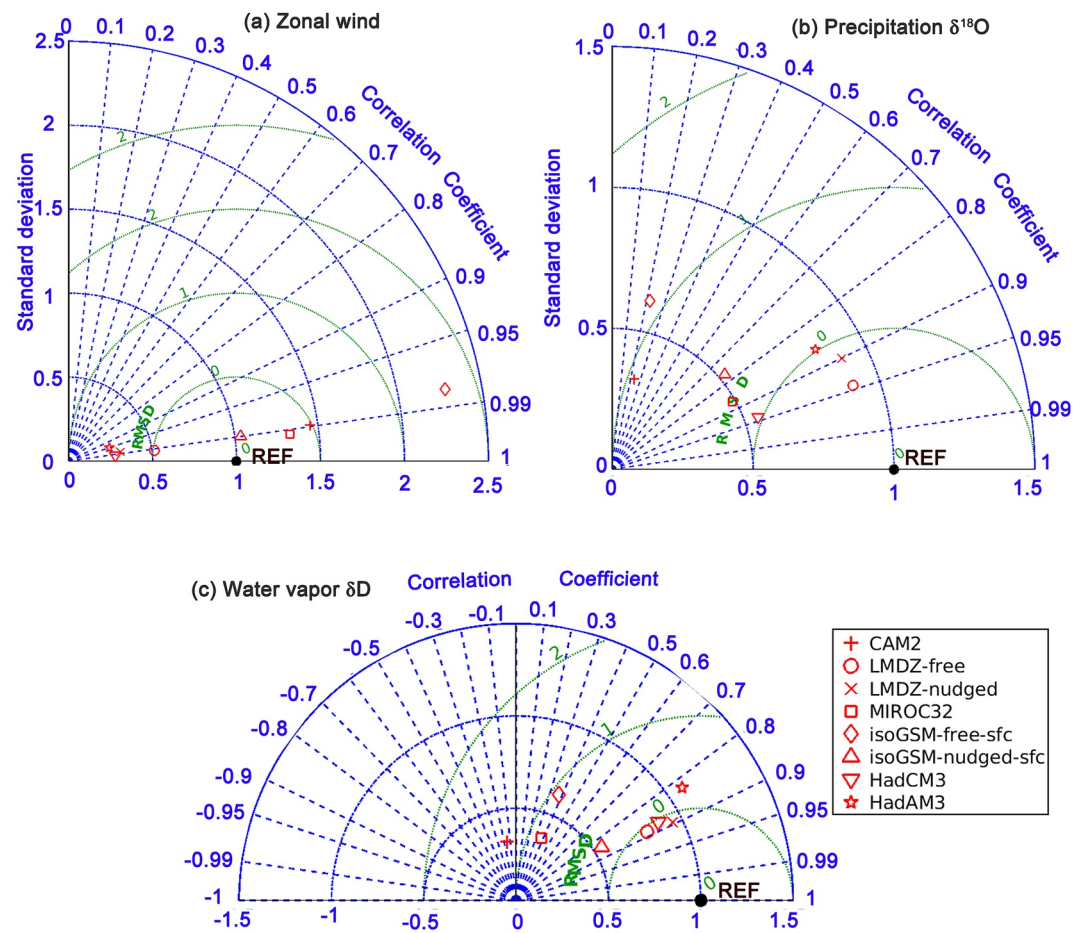 (a) Zonal wind
0
0.1
0.2
0.3
0.4
0.5
0.6
0.7
0.8
0.9
0.95
0.99
1
Correlation Coefficient
Standard deviation
2.5
2
1.5
1
0.5
0
0 0.5 1 1.5 2 2.5
2
2
1
0
0
RMSD
REF
(b) Precipitation δ¹⁸O
0
0.1
0.2
0.3
0.4
0.5
0.6
0.7
0.8
0.9
0.95
0.99
1
Correlation Coefficient
Standard deviation
1.5
1
0.5
0
0 0.5 1 1.5
2
1
0
0
RMSD
REF
(c) Water vapor δD
Correlation Coefficient
-1
-0.99
-0.95
-0.9
-0.8
-0.7
-0.5
-0.3
-0.1
0.1
0.3
0.5
0.6
0.7
0.8
0.9
0.95
0.99
1
2
1
0
0
RMSD
REF
-1.5 -1 -0.5 0 0.5 1 1.5
CAM2
LMDZ-free
LMDZ-nudged
MIROC32
isoGSM-free-sfc
isoGSM-nudged-sfc
HadCM3
HadAM3